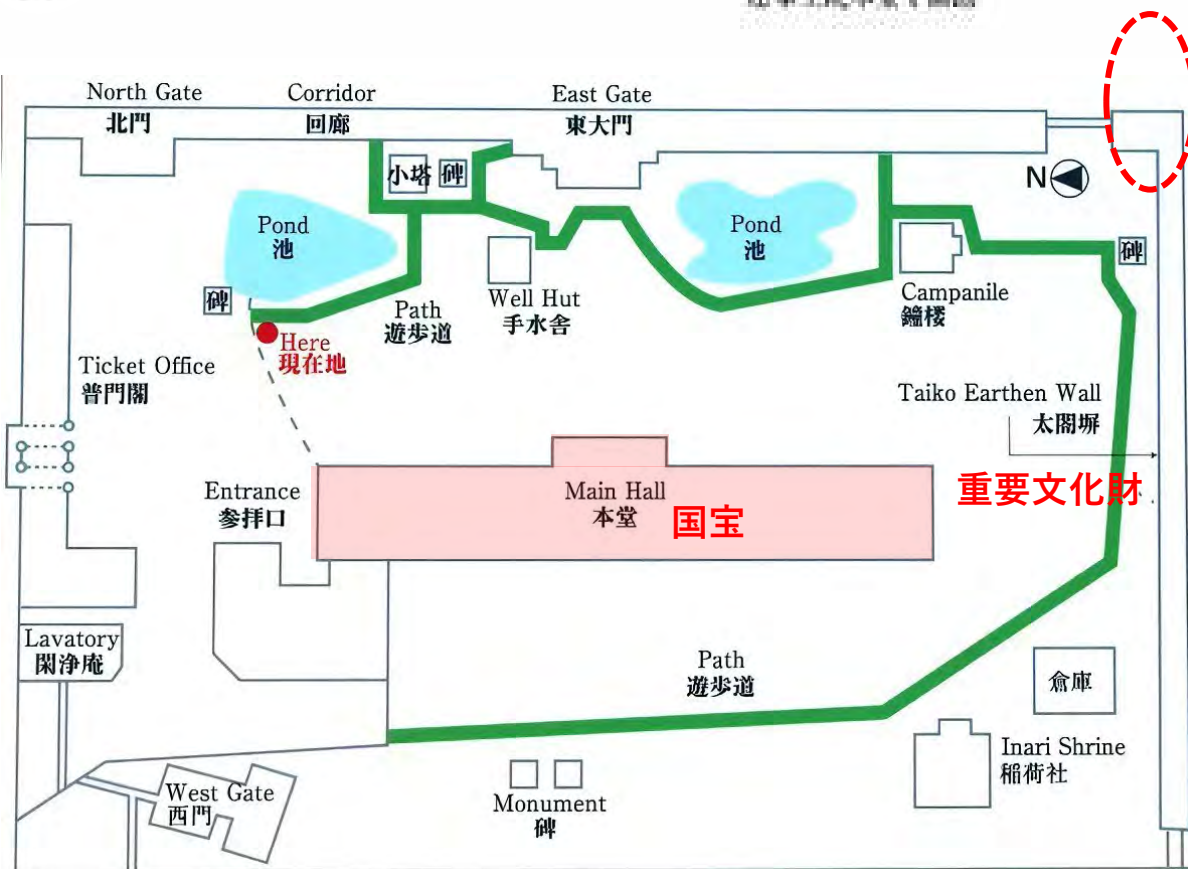 North Gate
北門
Corridor
回廊
East Gate
東大門
小塔
碑
N
Pond
池
Pond
池
碑
碑
Well Hut
手水舎
Campanile
鐘楼
Path
遊歩道
Here
現在地
Ticket Office
普門閣
Taiko Earthen Wall
太閤塀
重要文化財
Entrance
参拝口
Main Hall
本堂
国宝
Lavatory
閑浄庵
Path
遊歩道
倉庫
Inari Shrine
稲荷社
West Gate
西門
Monument
碑